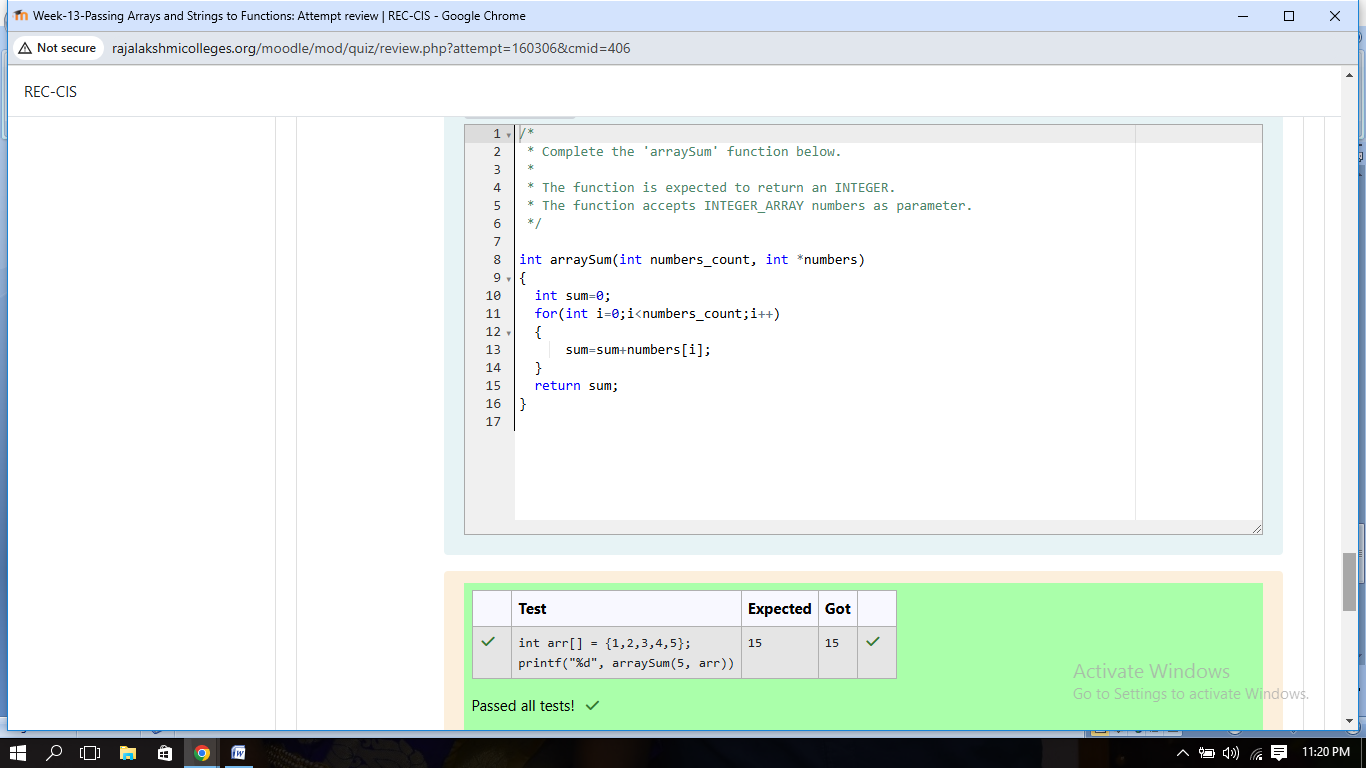 Week-13-Passing Arrays and Strings to Functions: Attempt review | REC-CIS - Google Chrome
Not secure rajalakshmicolleges.org/moodle/mod/quiz/review.php?attempt=160306&cmid=406
REC-CIS
1 /*
2 * Complete the 'arraySum' function below.
3 *
4 * The function is expected to return an INTEGER.
5 * The function accepts INTEGER_ARRAY numbers as parameter.
6 */
7
8 int arraySum(int numbers_count, int *numbers)
9 {
10 int sum=0;
11 for(int i=0;i<numbers_count;i++)
12 {
13 sum=sum+numbers[i];
14 }
15 return sum;
16 }
17
Test Expected Got
int arr[] = {1,2,3,4,5}; 15 15
printf("%d", arraySum(5, arr))
Passed all tests!
Activate Windows
Go to Settings to activate Windows.
11:20 PM